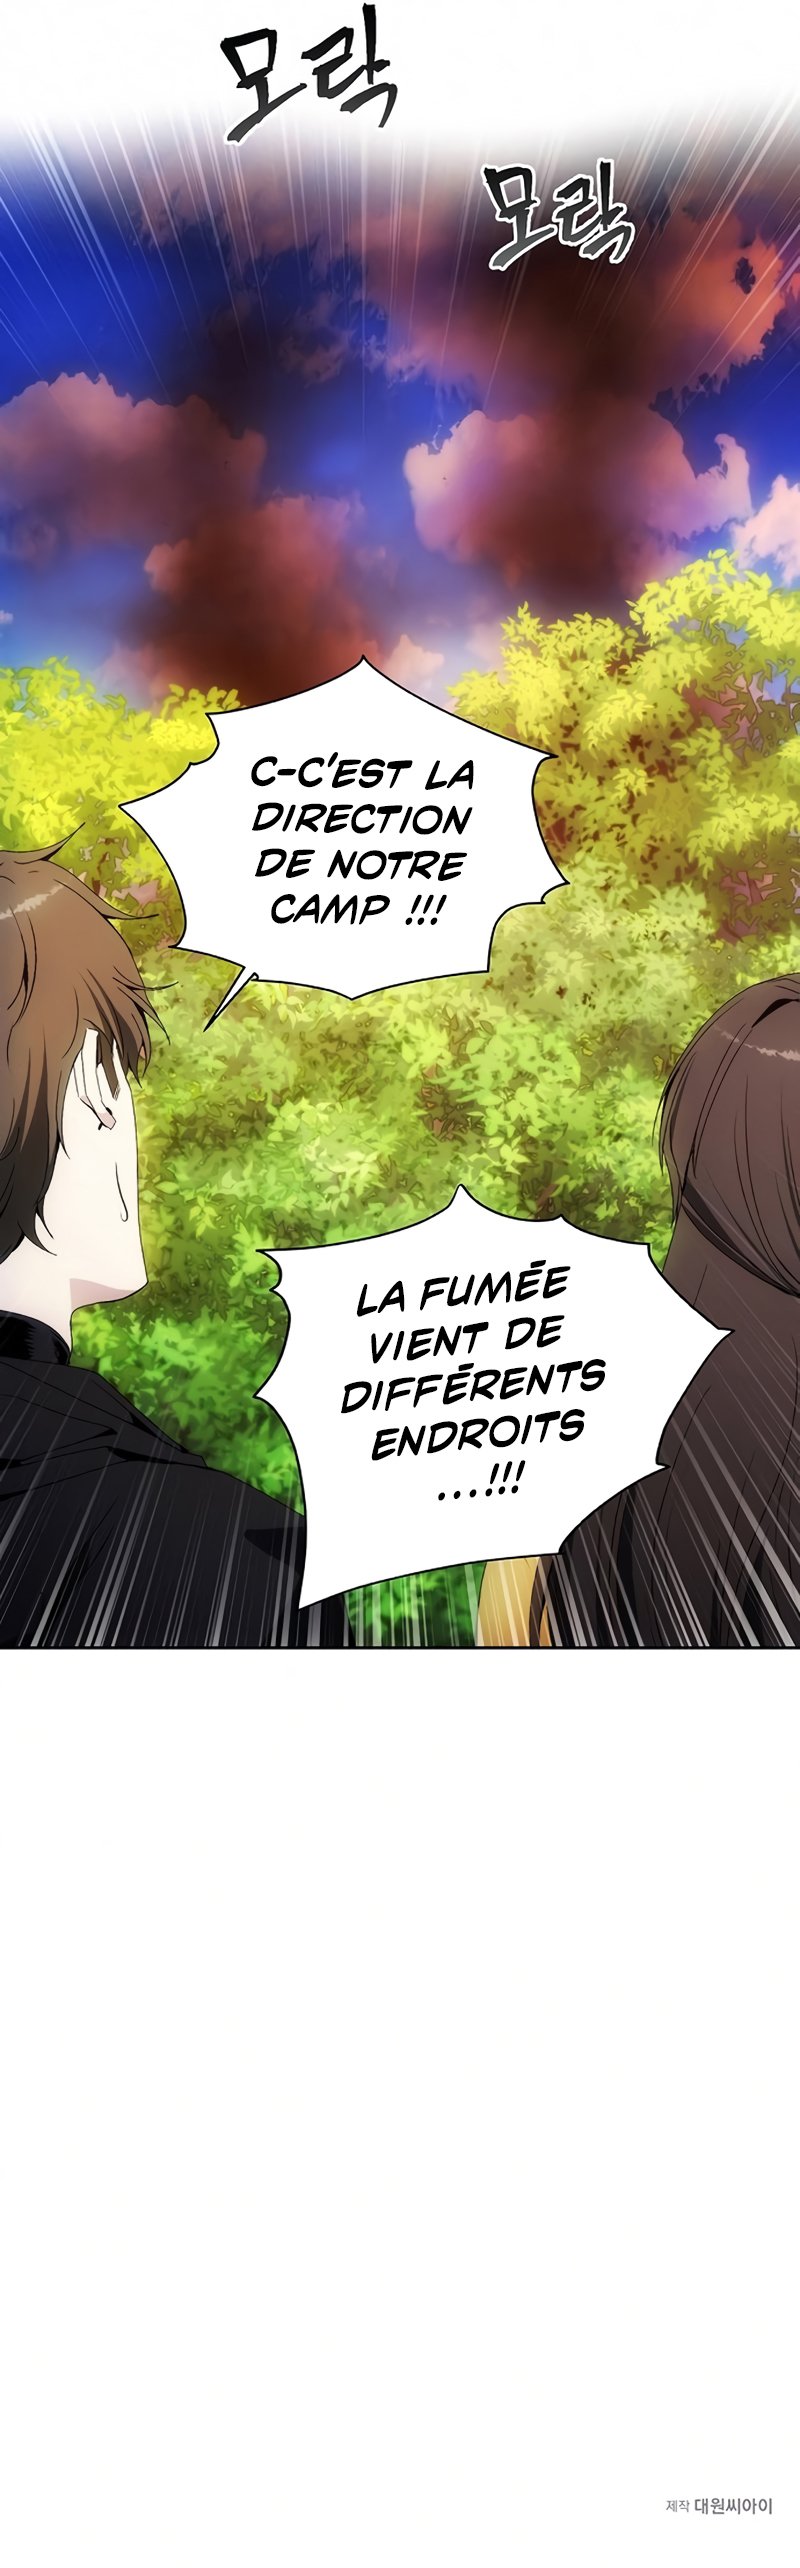 모락
모락
C-C'EST LA
DIRECTION
DE NOTRE
CAMP !!!
LA FUMÉE
VIENT DE
DIFFÉRENTS
ENDROITS
...!!!
제작 대원씨아이